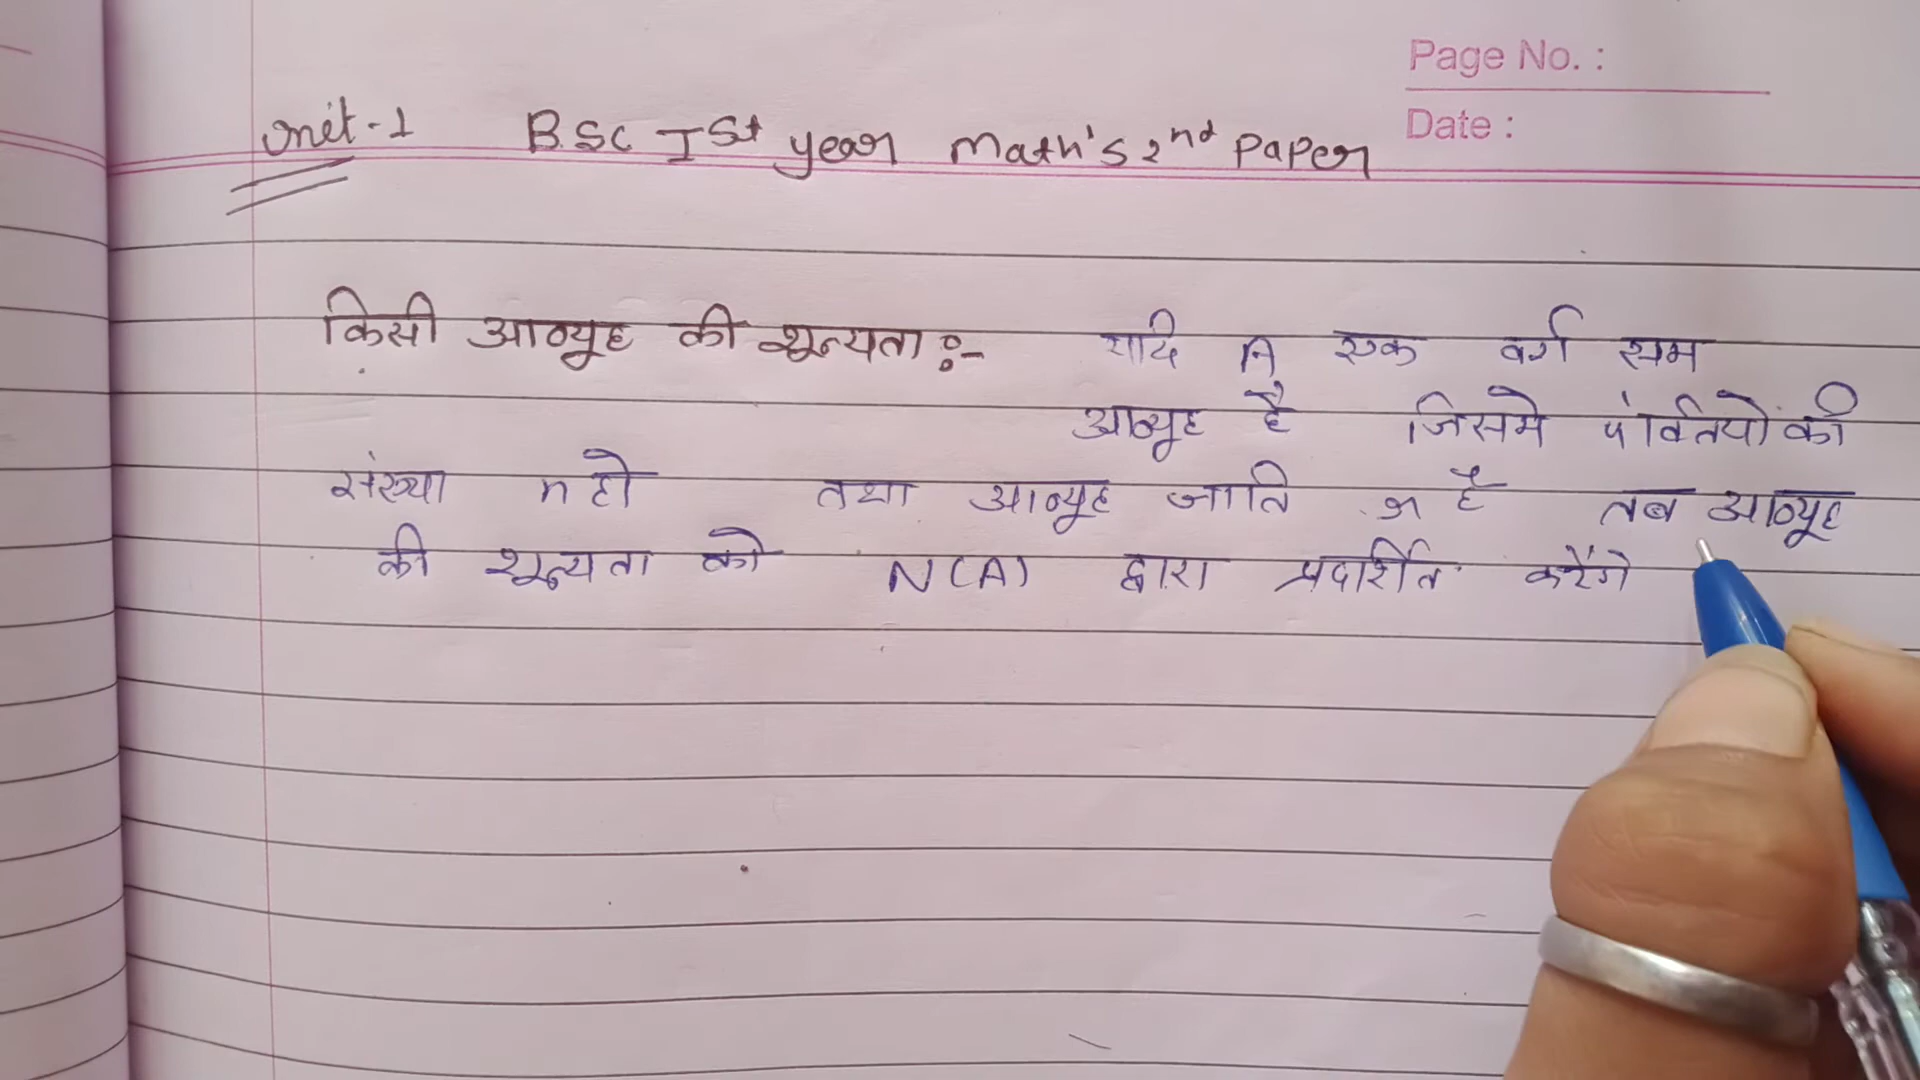 Page No. :
Date :
Unit - 1 B.Sc Ist year Math's 2nd Paper
किसी आव्यूह की शून्यता :- यदि A एक वर्ग सम
आव्यूह है जिसमे पंक्तियों की
संख्या n हो तथा आव्यूह जाति r है तब आव्यूह
की शून्यता को N(A) द्वारा प्रदर्शित करेंगे